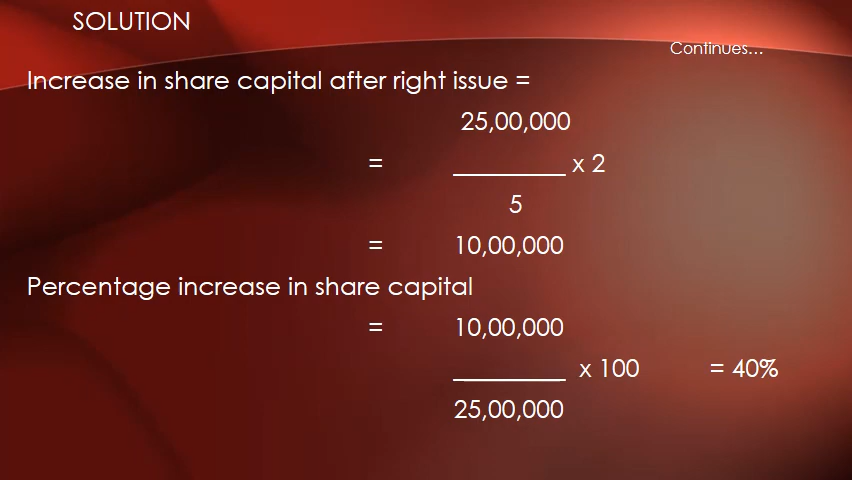 SOLUTION
Continues...
Increase in share capital after right issue =
25,00,000
= ________ x 2
5
= 10,00,000
Percentage increase in share capital
= 10,00,000
________ x 100 = 40%
25,00,000